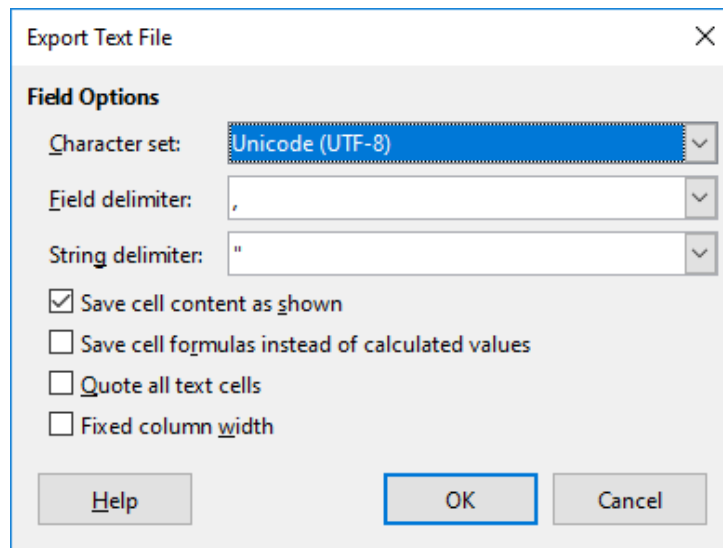 Export Text File
Field Options
Character set: Unicode (UTF-8)
Field delimiter: ,
String delimiter: "
Save cell content as shown
Save cell formulas instead of calculated values
Quote all text cells
Fixed column width
Help OK Cancel